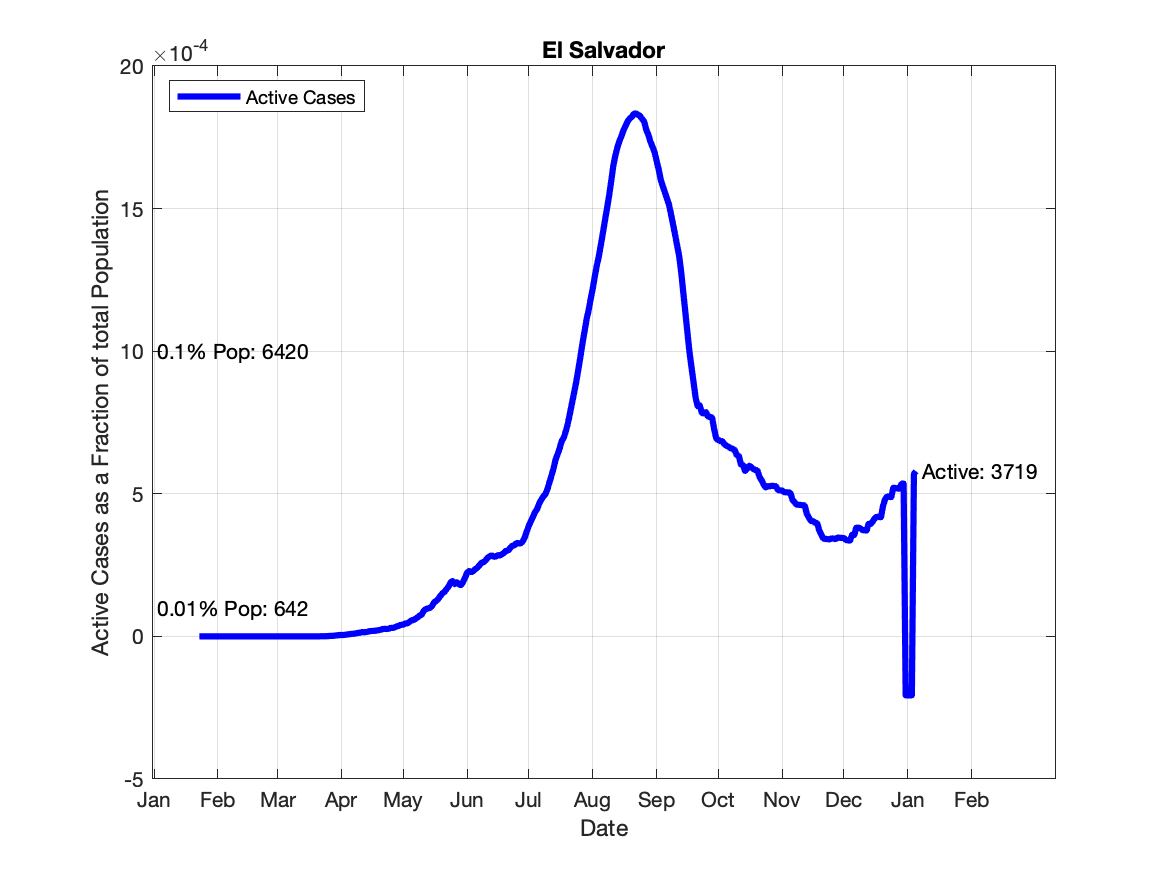 ×10-4
El Salvador
20
Active Cases
15
0.1% Pop: 6420
10
Active: 3719
5
0.01% Pop: 642
0
-5
Active Cases as a Fraction of total Population
Jan Feb Mar Apr May Jun Jul Aug Sep Oct Nov Dec Jan Feb
Date